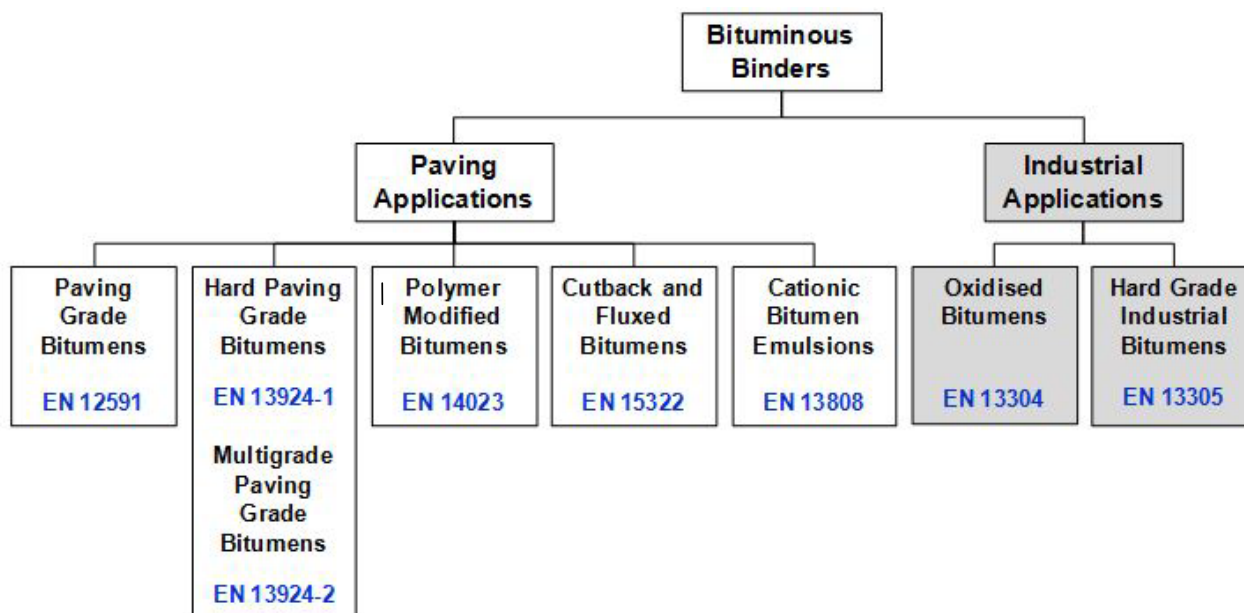 Bituminous
Binders
Paving
Applications
Industrial
Applications
Paving
Grade
Bitumens
EN 12591
Hard Paving
Grade
Bitumens
EN 13924-1
Multigrade
Paving
Grade
Bitumens
EN 13924-2
Polymer
Modified
Bitumens
EN 14023
Cutback and
Fluxed
Bitumens
EN 15322
Cationic
Bitumen
Emulsions
EN 13808
Oxidised
Bitumens
EN 13304
Hard Grade
Industrial
Bitumens
EN 13305